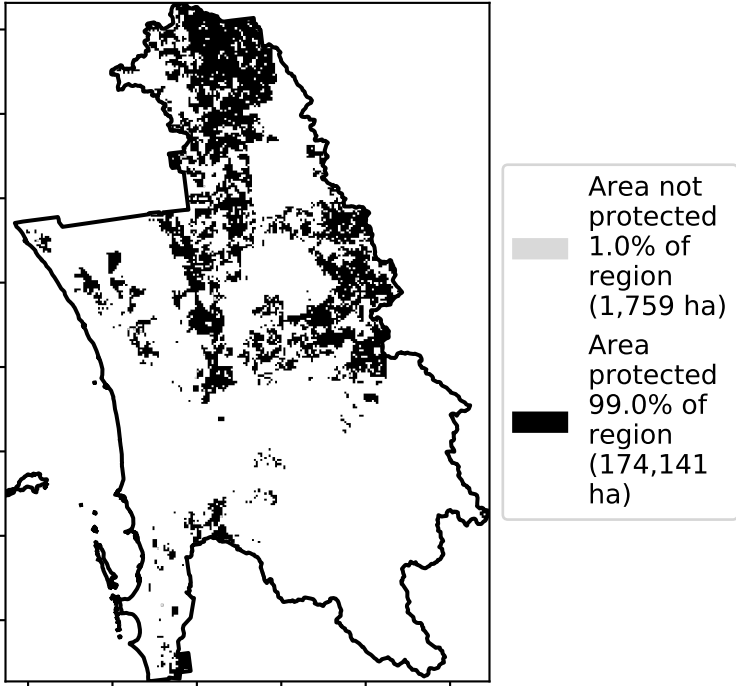 Area not
protected
1.0% of
region
(1,759 ha)
Area
protected
99.0% of
region
(174,141
ha)